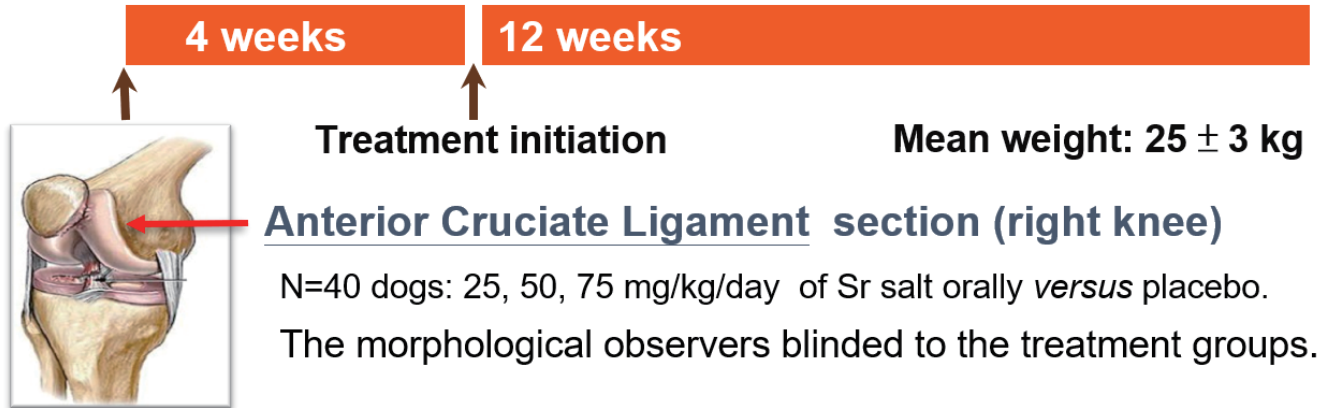 4 weeks
12 weeks
Treatment initiation
Mean weight: 25 ± 3 kg
Anterior Cruciate Ligament section (right knee)
N=40 dogs: 25, 50, 75 mg/kg/day of Sr salt orally versus placebo.
The morphological observers blinded to the treatment groups.